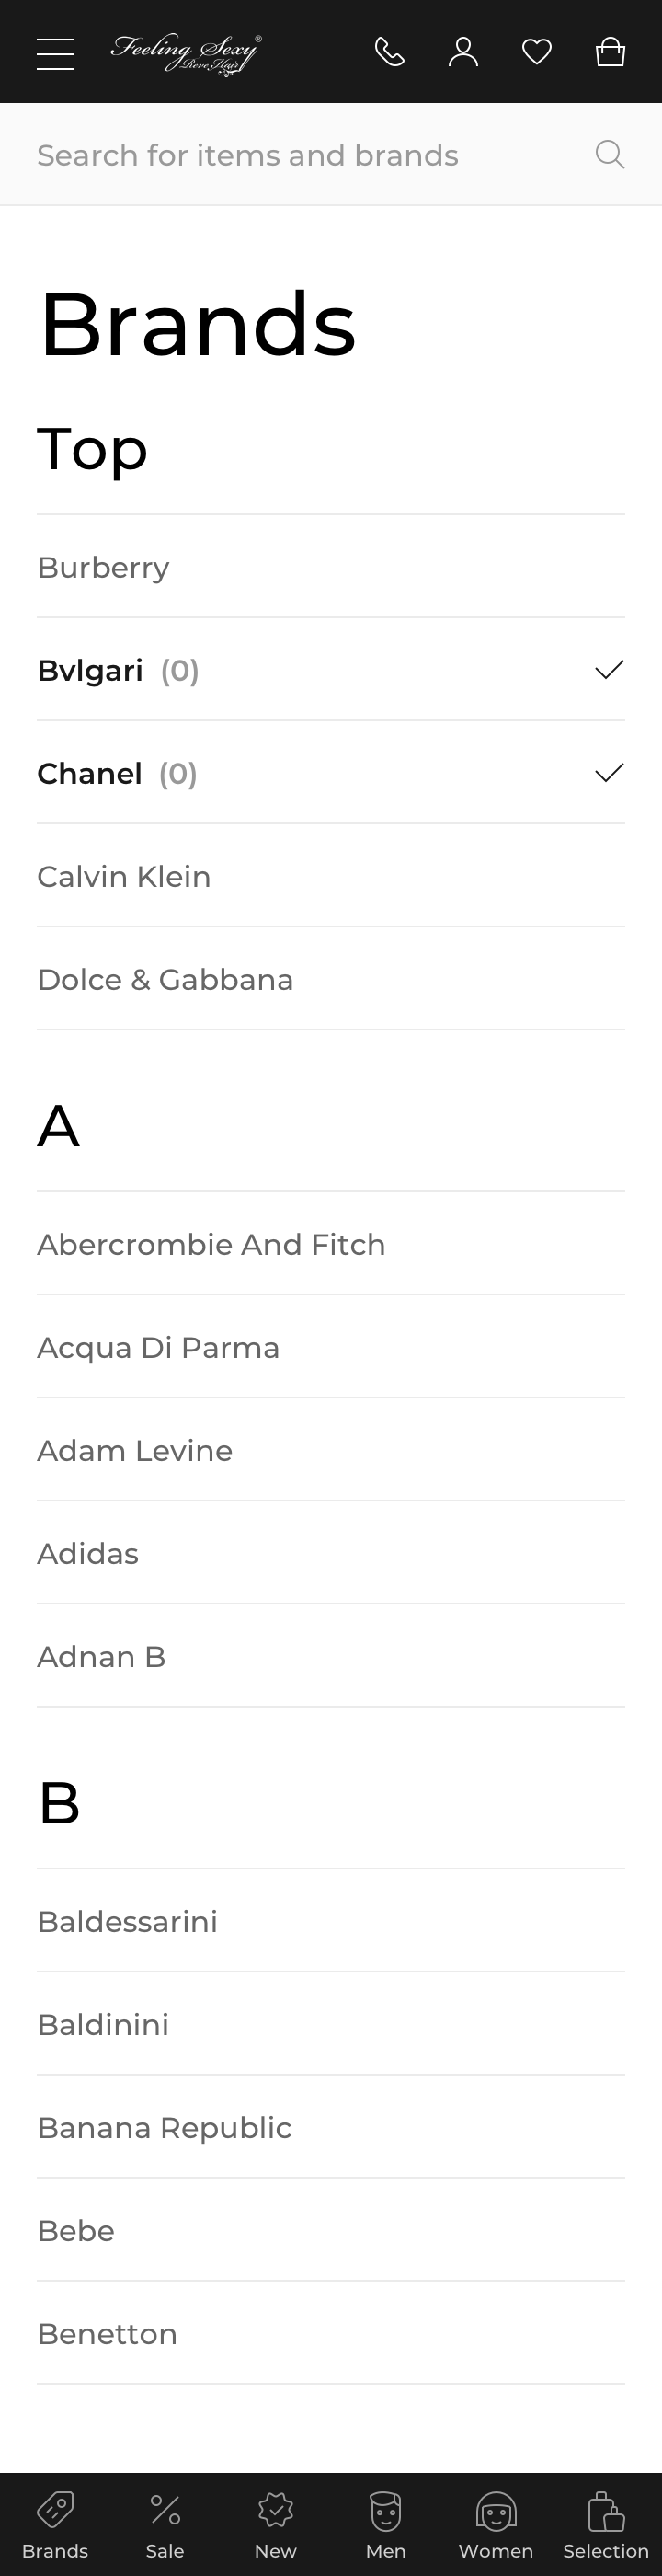 Feeling Sexy®
Reve Hair
Search for items and brands
Brands
Top
Burberry
Bvlgari (0)
Chanel (0)
Calvin Klein
Dolce & Gabbana
A
Abercrombie And Fitch
Acqua Di Parma
Adam Levine
Adidas
Adnan B
B
Baldessarini
Baldinini
Banana Republic
Bebe
Benetton
Brands Sale New Men Women Selection